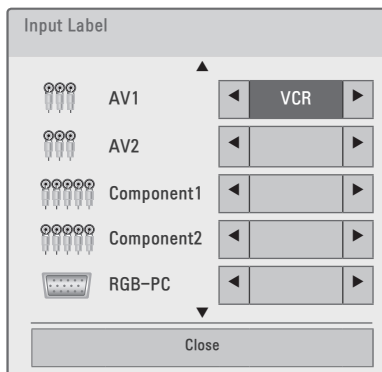 Input Label
AV1 VCR
AV2
Component1
Component2
RGB-PC
Close